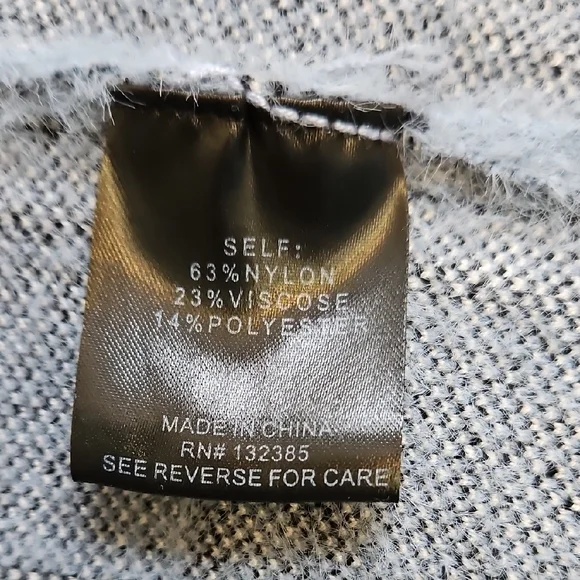 SELF:
63%NYLON
23%VISCOSE
14%POLYESTER
MADE IN CHINA
RN# 132385
SEE REVERSE FOR CARE